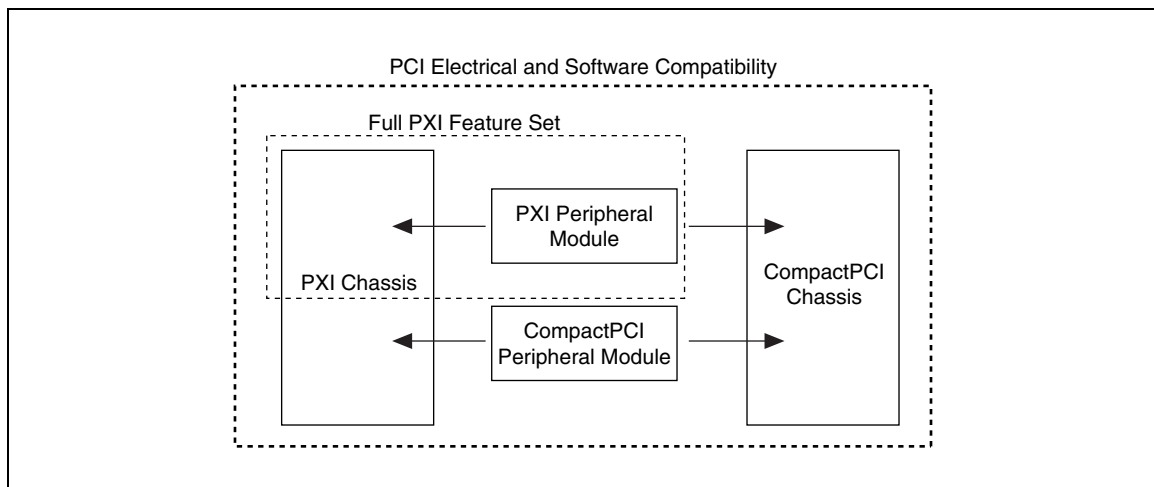 PCI Electrical and Software Compatibility
Full PXI Feature Set
PXI Peripheral
Module
PXI Chassis
CompactPCI
Chassis
CompactPCI
Peripheral Module